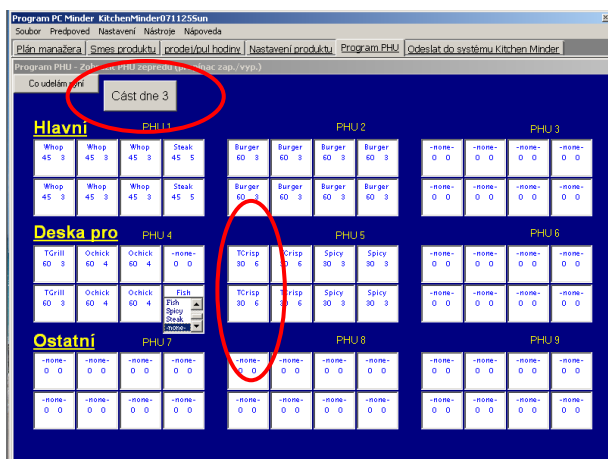 Program PC Minder KitchenMinder071125Sun
Soubor Predpoved Nastavení Nástroje Nápoveda
Plán manažera Smes produktu prodej/pul hodiny Nastavení produktu Program PHU Odeslat do systému Kitchen Minder
Program PHU - PHU zepredu zap./vyp.)
Co udelám
Cást dne 3
Hlavní PHU 1 PHU 2 PHU 3
Whop Whop Whop Steak Burger Burger Burger Burger -none- -none- -none- -none-
45 3 45 3 45 3 45 5 60 3 60 3 60 3 60 3 0 0 0 0 0 0 0 0
Whop Whop Whop Steak Burger Burger Burger Burger -none- -none- -none- -none-
45 3 45 3 45 3 45 5 60 3 60 3 60 3 60 3 0 0 0 0 0 0 0 0
Deska pro PHU 4 PHU 5 PHU 6
TGrill Ochick Ochick -none- TCrisp TCrisp Spicy Spicy -none- -none- -none- -none-
60 3 60 4 60 4 0 0 30 6 30 6 30 3 30 3 0 0 0 0 0 0 0 0
TGrill Ochick Ochick Fish TCrisp TCrisp Spicy Spicy -none- -none- -none- -none-
60 3 60 4 60 4 30 6 30 6 30 3 30 3 0 0 0 0 0 0 0 0
Fish
Spicy
Steak
-none-
Ostatní PHU 7 PHU 8 PHU 9
-none- -none- -none- -none- -none- -none- -none- -none- -none- -none- -none- -none-
0 0 0 0 0 0 0 0 0 0 0 0 0 0 0 0 0 0 0 0 0 0 0 0
-none- -none- -none- -none- -none- -none- -none- -none- -none- -none- -none- -none-
0 0 0 0 0 0 0 0 0 0 0 0 0 0 0 0 0 0 0 0 0 0 0 0